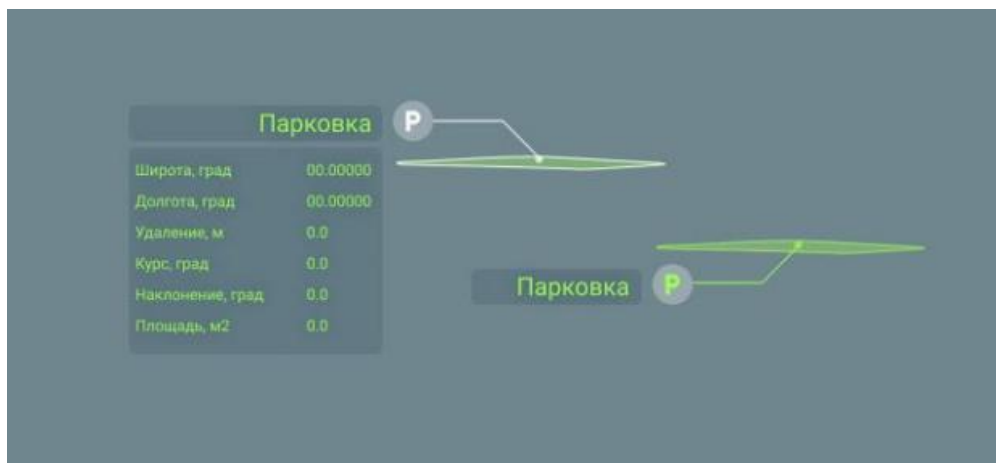 Парковка P
Широта, град 00.00000
Долгота, град 00.00000
Удаление, м 0.0
Курс, град 0.0
Наклонение, град 0.0
Площадь, м2 0.0
Парковка P